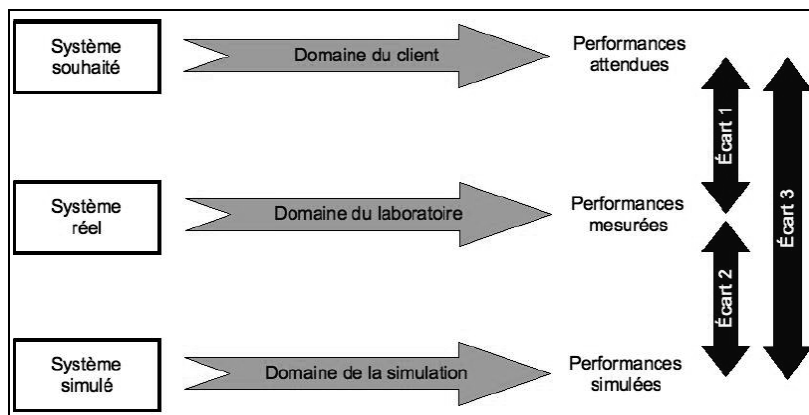 Système
souhaité
Domaine du client
Performances
attendues
Écart 1
Écart 3
Système
réel
Domaine du laboratoire
Performances
mesurées
Écart 2
Système
simulé
Domaine de la simulation
Performances
simulées